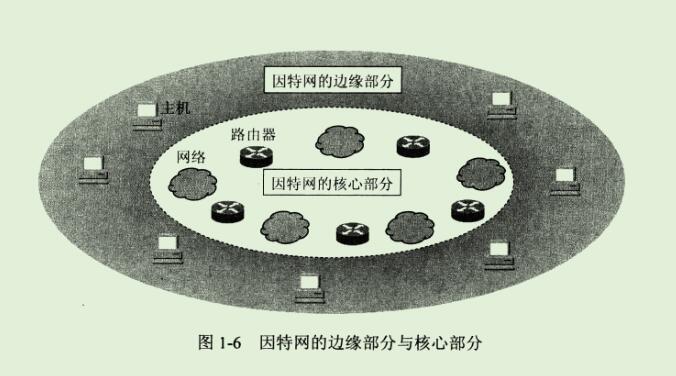 因特网的边缘部分
主机
路由器
网络
因特网的核心部分
图 1-6 因特网的边缘部分与核心部分